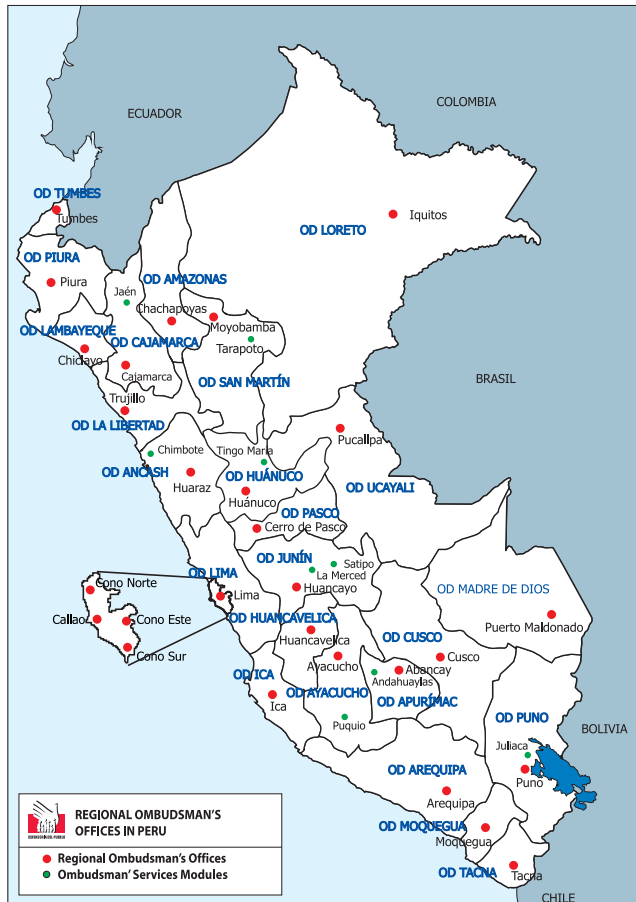 COLOMBIA
ECUADOR
OD TUMBES
Tumbes
Iquitos
OD LORETO
OD PIURA
Piura
OD AMAZONAS
Jaén
Chachapoyas
Moyobamba
OD LAMBAYEQUE
OD CAJAMARCA
Tarapoto
Chiclayo
Cajamarca
BRASIL
OD SAN MARTÍN
Trujillo
OD LA LIBERTAD
Pucallpa
Chimbote
Tingo María
OD ANCASH
Huaraz
OD HUÁNUCO
OD UCAYALI
Huánuco
OD PASCO
Cerro de Pasco
OD JUNÍN
Satipo
La Merced
OD LIMA
Cono Norte
Lima
Huancayo
OD MADRE DE DIOS
Callao
Cono Este
OD HUANCAVELICA
Puerto Maldonado
Huancavelica
OD CUSCO
Cono Sur
Ayacucho
Cusco
Abancay
Andahuaylas
OD ICA
OD AYACUCHO
OD APURÍMAC
Ica
Puquio
OD PUNO
BOLIVIA
Juliaca
OD AREQUIPA
Puno
Arequipa
OD MOQUEGUA
Moquegua
OD TACNA
Tacna
CHILE
DEFENSORÍA DEL PUEBLO
REGIONAL OMBUDSMAN'S
OFFICES IN PERU
Regional Ombudsman's Offices
Ombudsman' Services Modules